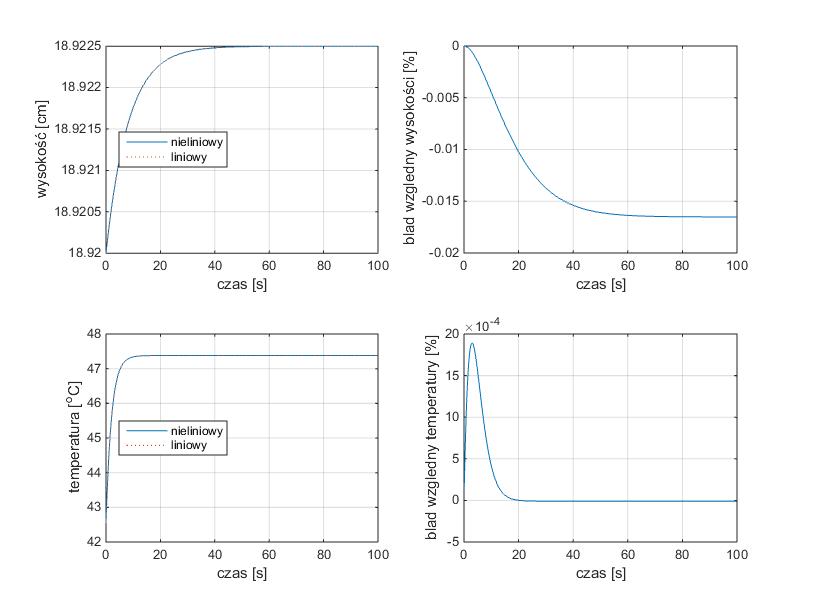 18.9225
18.922
18.9215
18.921
18.9205
18.92
wysokość [cm]
nieliniowy
liniowy
0 20 40 60 80 100
czas [s]
0
-0.005
-0.01
-0.015
-0.02
blad wzgledny wysokości [%]
0 20 40 60 80 100
czas [s]
48
47
46
45
44
43
42
temperatura [°C]
nieliniowy
liniowy
0 20 40 60 80 100
czas [s]
×10⁻⁴
20
15
10
5
0
-5
blad wzgledny temperatury [%]
0 20 40 60 80 100
czas [s]